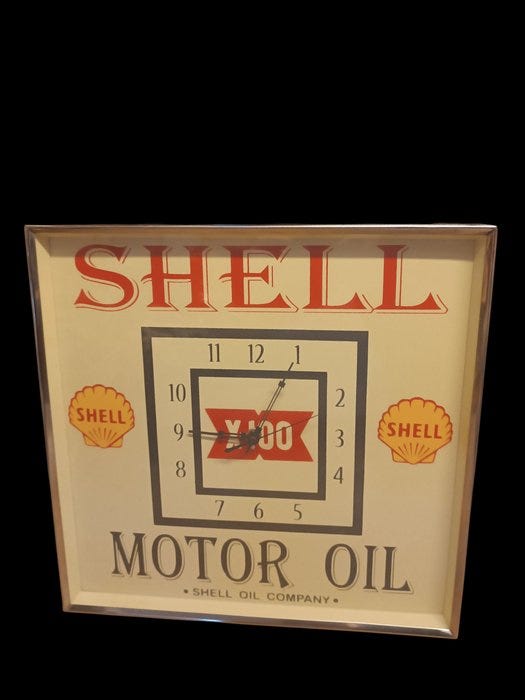 SHELL
11 12 1
10 2
SHELL SHELL
9 X-100 3
8 4
7 6 5
MOTOR OIL
• SHELL OIL COMPANY •